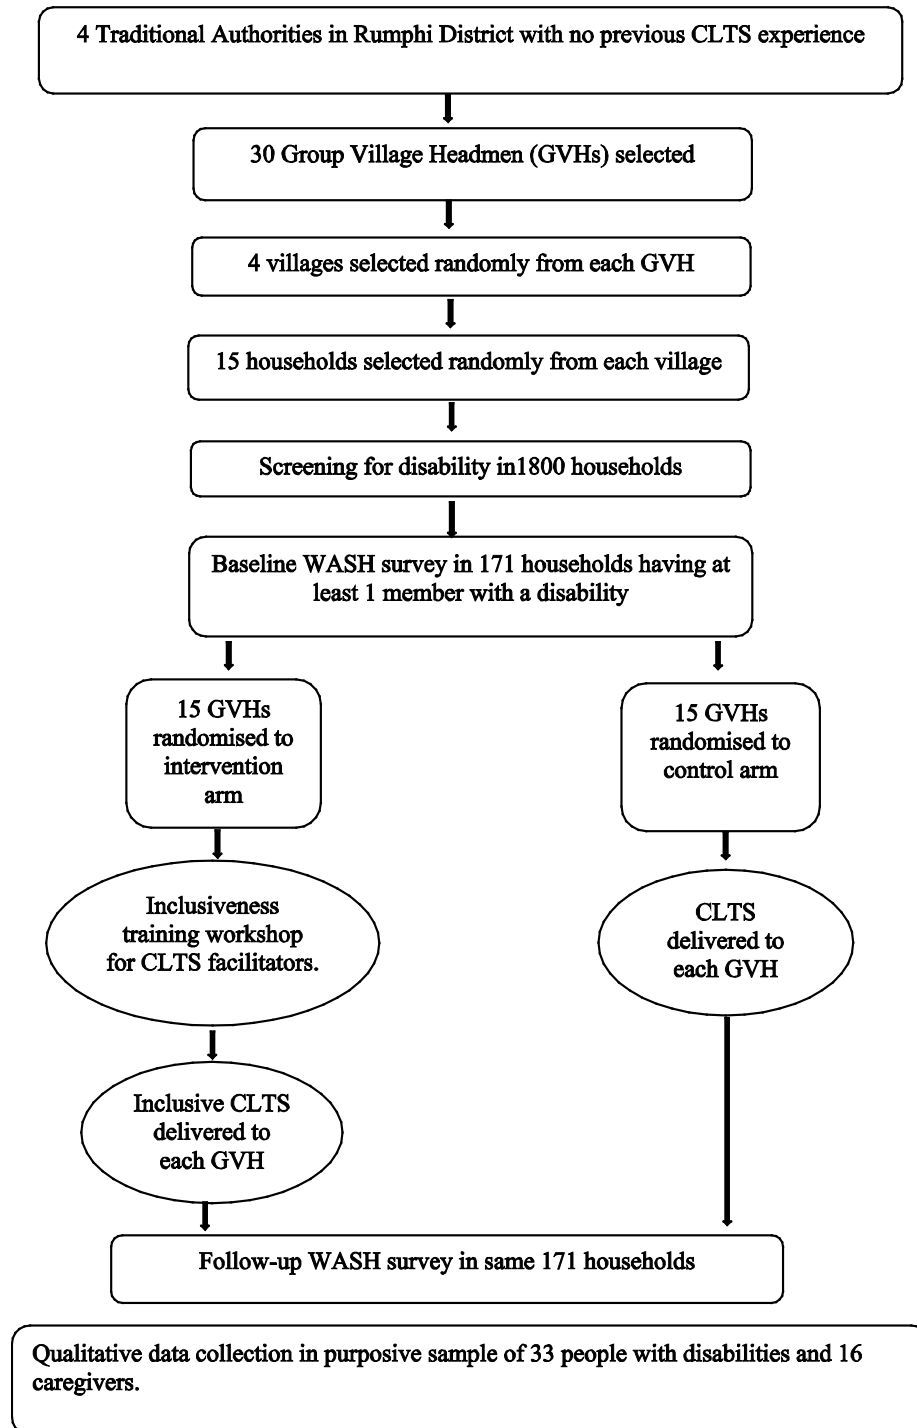 4 Traditional Authorities in Rumphi District with no previous CLTS experience
30 Group Village Headmen (GVHs) selected
4 villages selected randomly from each GVH
15 households selected randomly from each village
Screening for disability in1800 households
Baseline WASH survey in 171 households having at
least 1 member with a disability
15 GVHs
randomised to
intervention
arm
15 GVHs
randomised to
control arm
Inclusiveness
training workshop
for CLTS facilitators.
CLTS
delivered to
each GVH
Inclusive CLTS
delivered to
each GVH
Follow-up WASH survey in same 171 households
Qualitative data collection in purposive sample of 33 people with disabilities and 16
caregivers.